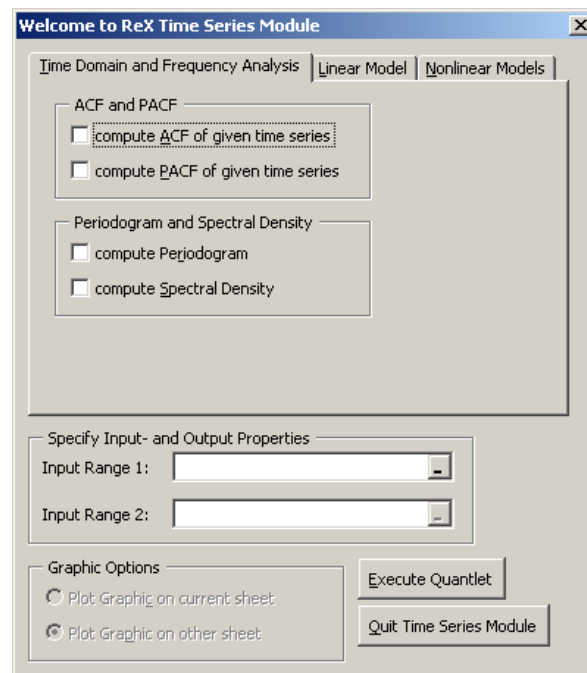 Welcome to ReX Time Series Module
Time Domain and Frequency Analysis
Linear Model
Nonlinear Models
ACF and PACF
compute ACF of given time series
compute PACF of given time series
Periodogram and Spectral Density
compute Periodogram
compute Spectral Density
Specify Input- and Output Properties
Input Range 1:
Input Range 2:
Graphic Options
Plot Graphic on current sheet
Plot Graphic on other sheet
Execute Quantlet
Quit Time Series Module